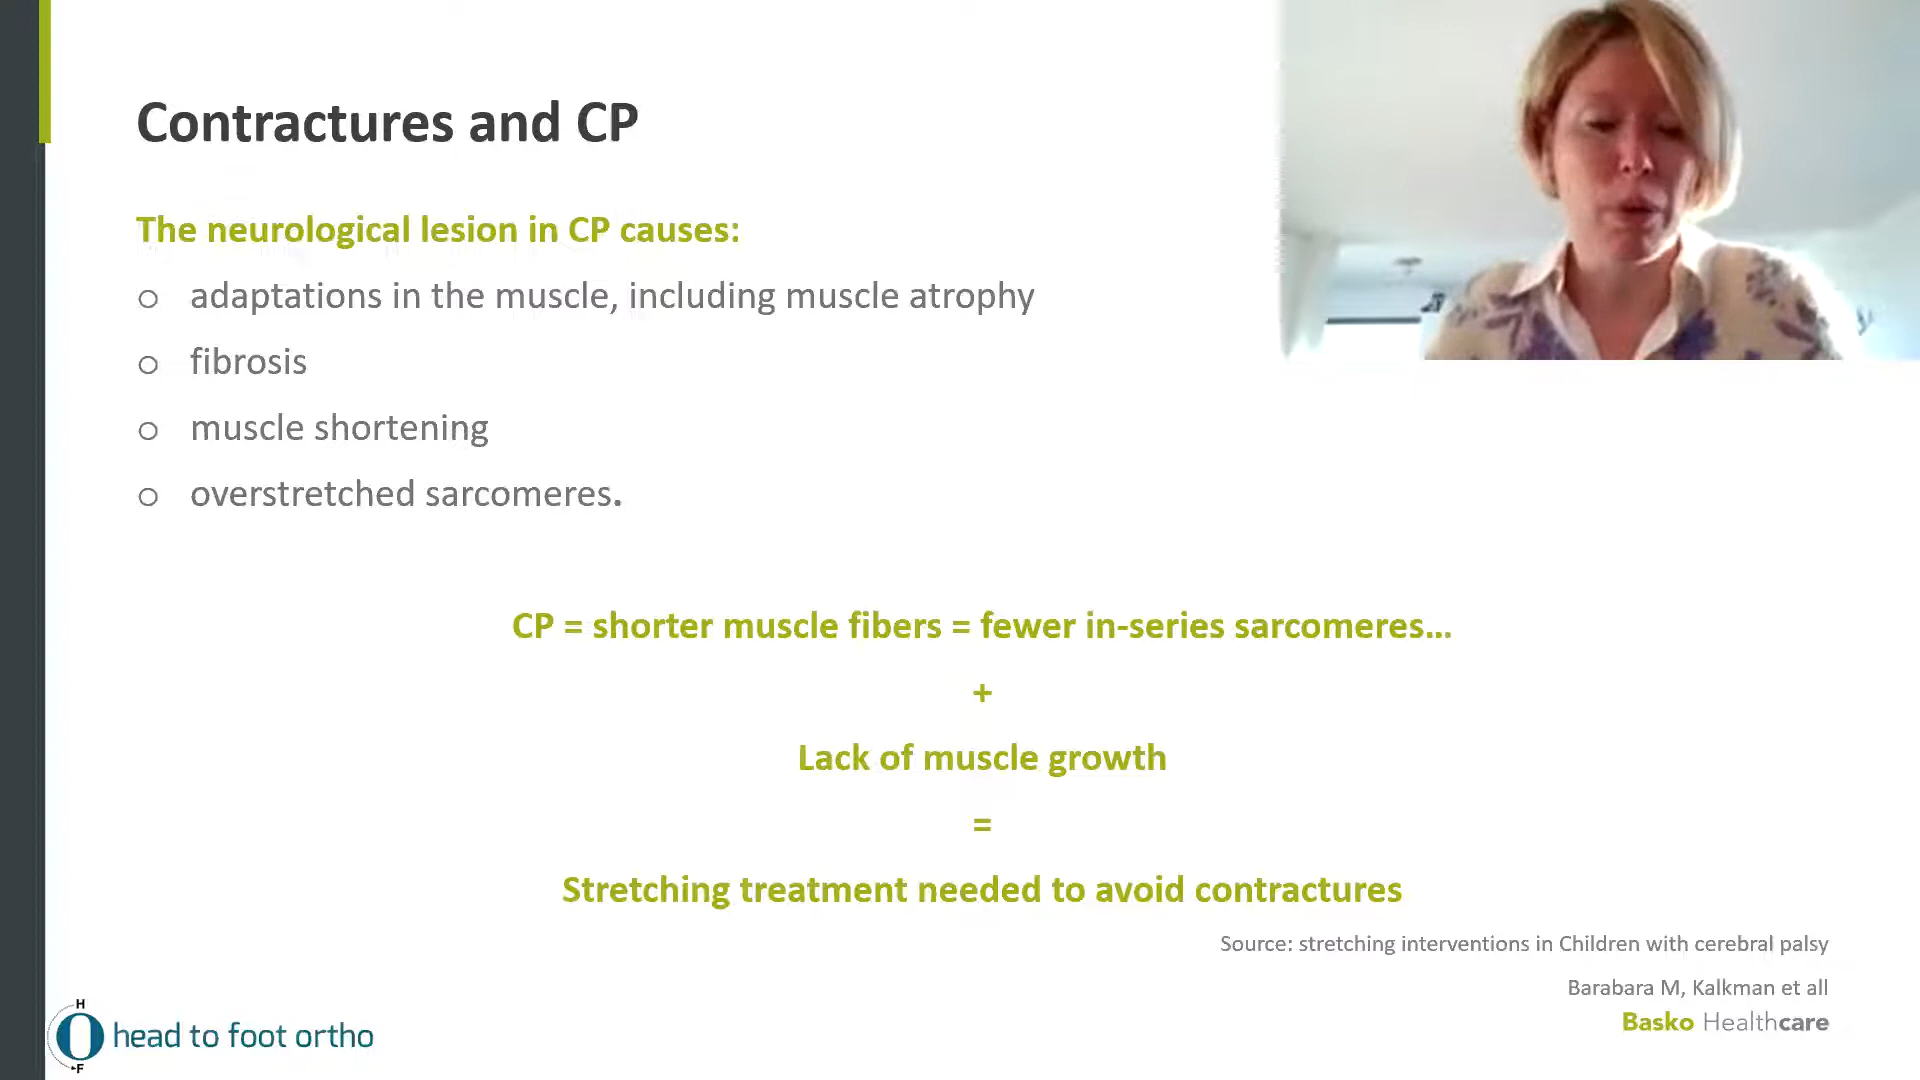 Contractures and CP
The neurological lesion in CP causes:
o adaptations in the muscle, including muscle atrophy
o fibrosis
o muscle shortening
o overstretched sarcomeres.
CP = shorter muscle fibers = fewer in-series sarcomeres...
+
Lack of muscle growth
=
Stretching treatment needed to avoid contractures
Source: stretching interventions in Children with cerebral palsy
Barabara M, Kalkman et all
Basko Healthcare
H
head to foot ortho
F